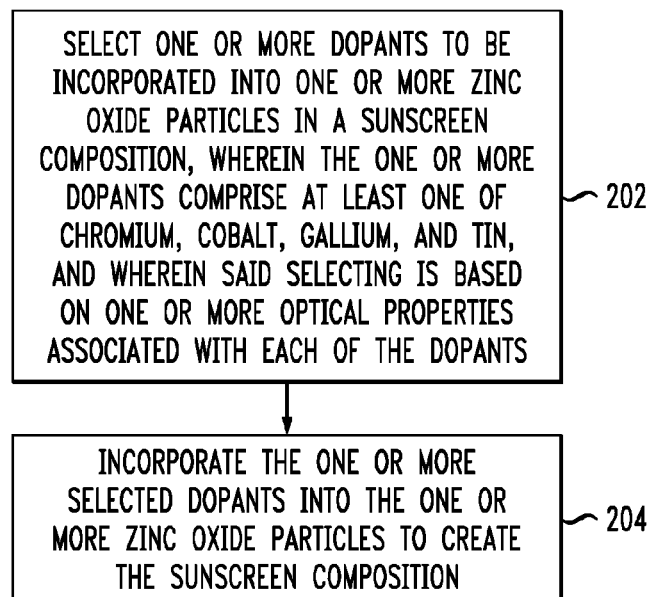 SELECT ONE OR MORE DOPANTS TO BE
INCORPORATED INTO ONE OR MORE ZINC
OXIDE PARTICLES IN A SUNSCREEN
COMPOSITION, WHEREIN THE ONE OR MORE
DOPANTS COMPRISE AT LEAST ONE OF
CHROMIUM, COBALT, GALLIUM, AND TIN,
AND WHEREIN SAID SELECTING IS BASED
ON ONE OR MORE OPTICAL PROPERTIES
ASSOCIATED WITH EACH OF THE DOPANTS
202
INCORPORATE THE ONE OR MORE
SELECTED DOPANTS INTO THE ONE OR
MORE ZINC OXIDE PARTICLES TO CREATE
THE SUNSCREEN COMPOSITION
204